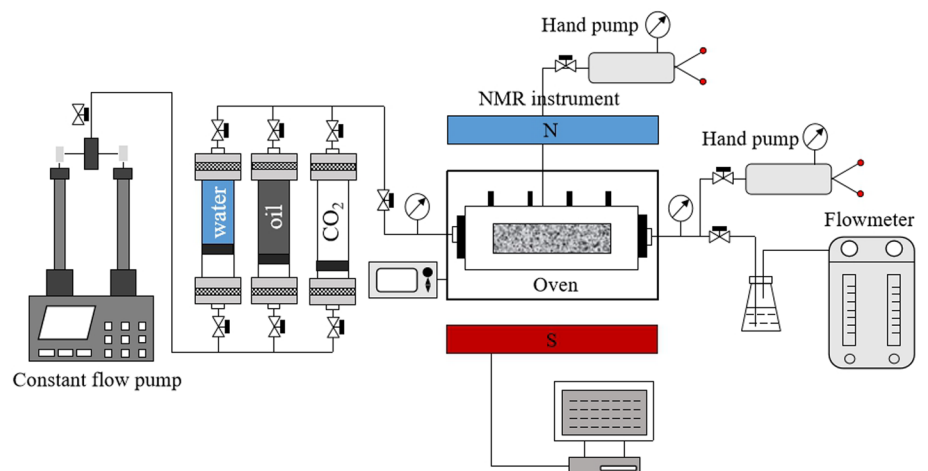 Hand pump
NMR instrument
N
Hand pump
water
oil
CO₂
Flowmeter
Oven
S
Constant flow pump